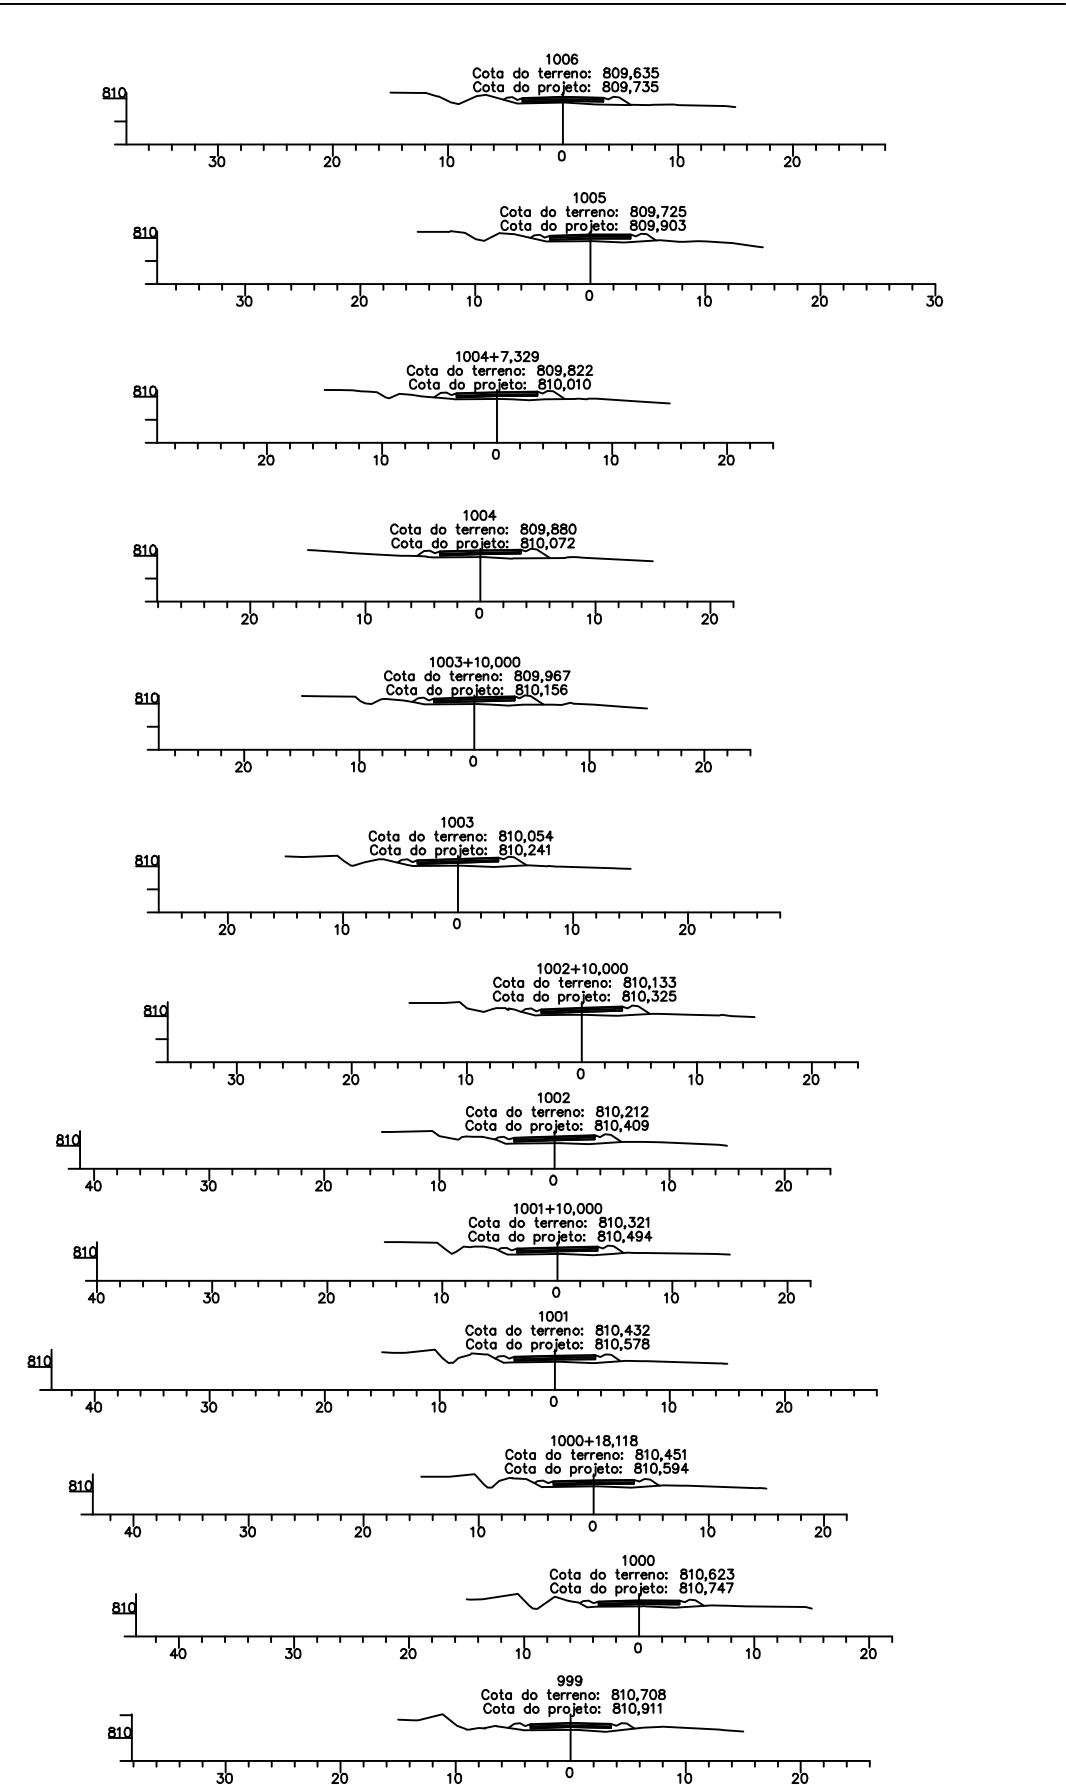 1006
Cota do terreno: 809,635
Cota do projeto: 809,735
810
30 20 10 0 10 20
1005
Cota do terreno: 809,725
Cota do projeto: 809,903
810
30 20 10 0 10 20 30
1004+7,329
Cota do terreno: 809,822
Cota do projeto: 810,010
810
20 10 0 10 20
1004
Cota do terreno: 809,880
Cota do projeto: 810,072
810
20 10 0 10 20
1003+10,000
Cota do terreno: 809,967
Cota do projeto: 810,156
810
20 10 0 10 20
1003
Cota do terreno: 810,054
Cota do projeto: 810,241
810
20 10 0 10 20
1002+10,000
Cota do terreno: 810,133
Cota do projeto: 810,325
810
30 20 10 0 10 20
1002
Cota do terreno: 810,212
Cota do projeto: 810,409
810
40 30 20 10 0 10 20
1001+10,000
Cota do terreno: 810,321
Cota do projeto: 810,494
810
40 30 20 10 0 10 20
1001
Cota do terreno: 810,432
Cota do projeto: 810,578
810
40 30 20 10 0 10 20
1000+18,118
Cota do terreno: 810,451
Cota do projeto: 810,594
810
40 30 20 10 0 10 20
1000
Cota do terreno: 810,623
Cota do projeto: 810,747
810
40 30 20 10 0 10 20
999
Cota do terreno: 810,708
Cota do projeto: 810,911
810
30 20 10 0 10 20